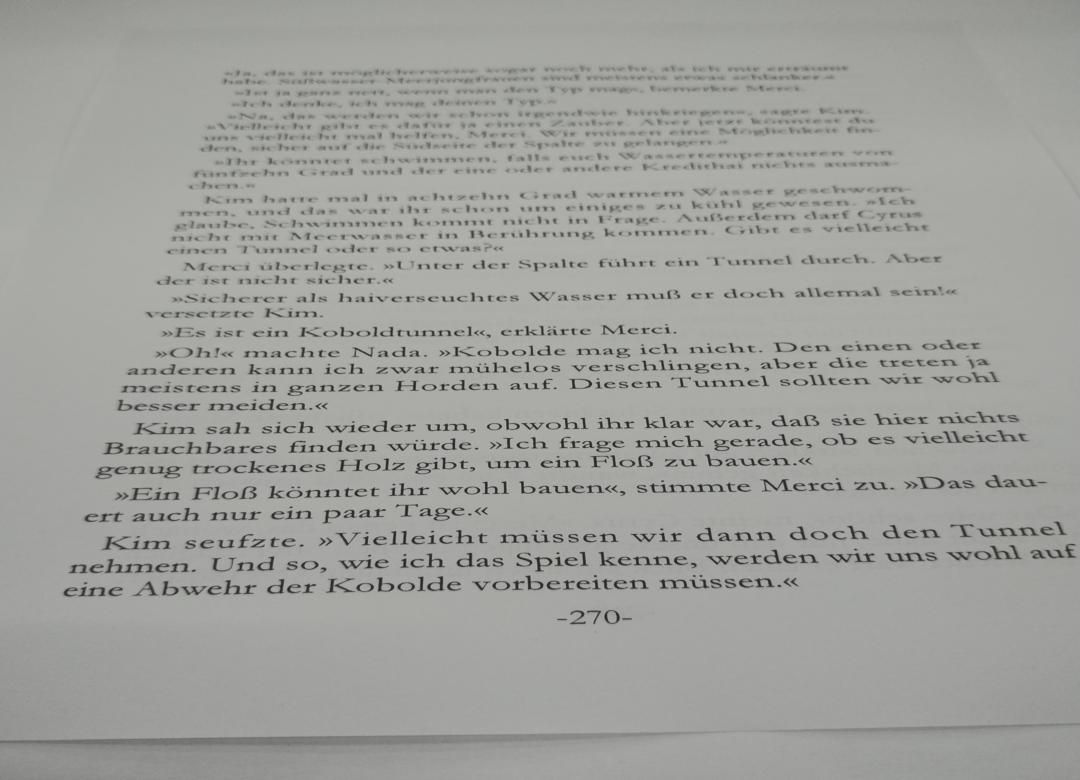 »Ja, das ist möglicherweise sogar noch mehr, als ich mir erträumt
habe. Süßwasser-Meerjungfrauen sind meistens etwas schlanker.«
»Ist ja ganz nett, wenn man den Typ mag«, bemerkte Merci.
»Ich denke, ich mag deinen Typ.«
»Na, das werden wir schon irgendwie hinkriegen«, sagte Kim.
»Vielleicht gibt es dafür ja einen Zauber. Aber jetzt könntest du
uns vielleicht mal helfen, Merci. Wir müssen eine Möglichkeit fin-
den, sicher auf die Südseite der Spalte zu gelangen.«
»Ihr könntet schwimmen, falls euch Wassertemperaturen von
fünfzehn Grad und der eine oder andere Kredithai nichts ausma-
chen.«
Kim hatte mal in achtzehn Grad warmem Wasser geschwom-
men, und das war ihr schon um einiges zu kühl gewesen. »Ich
glaube, Schwimmen kommt nicht in Frage. Außerdem darf Cyrus
nicht mit Meerwasser in Berührung kommen. Gibt es vielleicht
einen Tunnel oder so etwas?«
Merci überlegte. »Unter der Spalte führt ein Tunnel durch. Aber
der ist nicht sicher.«
»Sicherer als haiverseuchtes Wasser muß er doch allemal sein!«
versetzte Kim.
»Es ist ein Koboldtunnel«, erklärte Merci.
»Oh!« machte Nada. »Kobolde mag ich nicht. Den einen oder
anderen kann ich zwar mühelos verschlingen, aber die treten ja
meistens in ganzen Horden auf. Diesen Tunnel sollten wir wohl
besser meiden.«
Kim sah sich wieder um, obwohl ihr klar war, daß sie hier nichts
Brauchbares finden würde. »Ich frage mich gerade, ob es vielleicht
genug trockenes Holz gibt, um ein Floß zu bauen.«
»Ein Floß könntet ihr wohl bauen«, stimmte Merci zu. »Das dau-
ert auch nur ein paar Tage.«
Kim seufzte. »Vielleicht müssen wir dann doch den Tunnel
nehmen. Und so, wie ich das Spiel kenne, werden wir uns wohl auf
eine Abwehr der Kobolde vorbereiten müssen.«
-270-